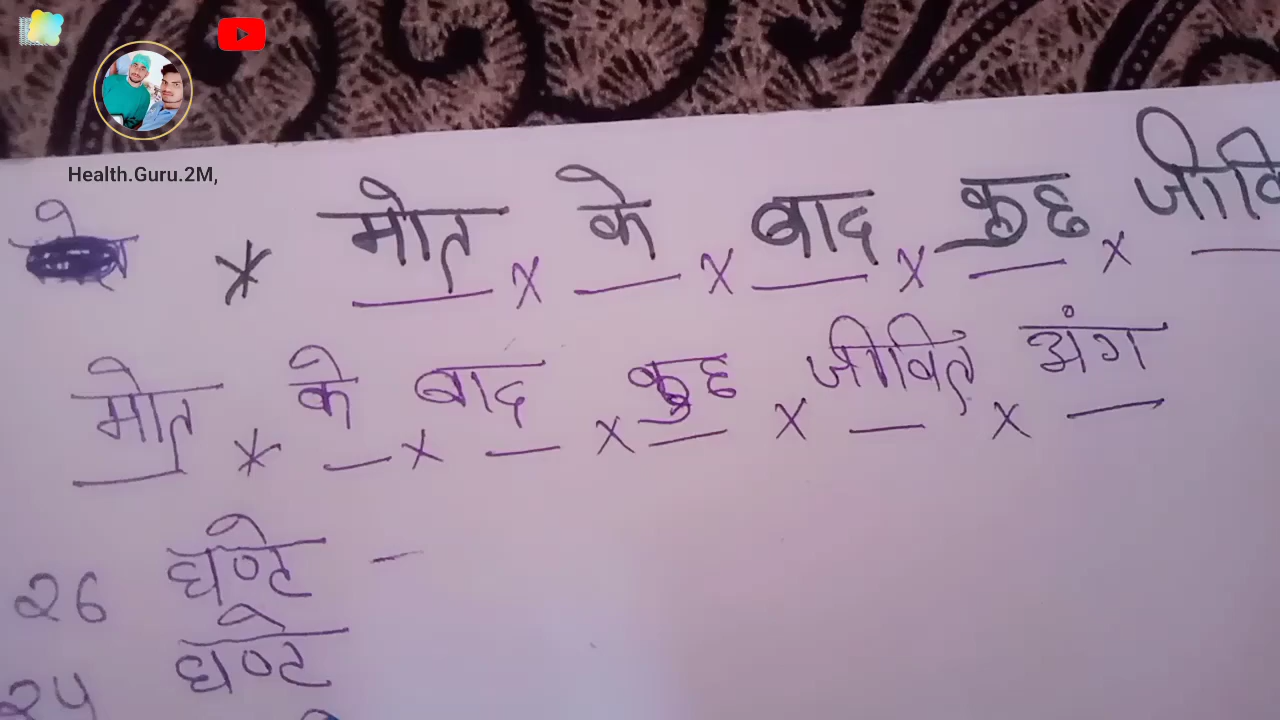 Health.Guru.2M,
* मोत × के × बाद × कुछ × जीवि
मोत * के × बाद × कुछ × जीवित × अंग
26 घण्टे –
24 घण्टे